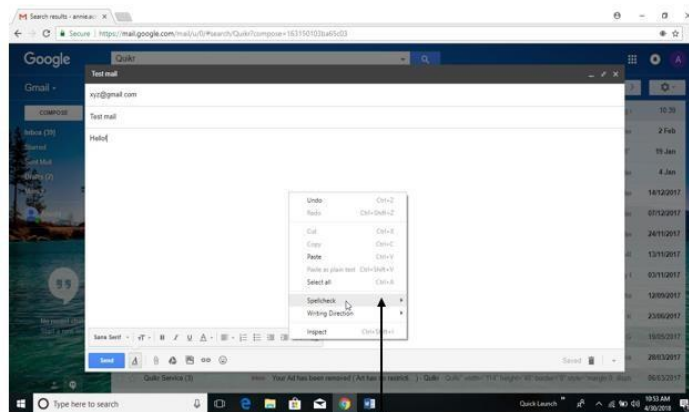 Search results - annie.ac
Secure | https://mail.google.com/mail/u/0/#search/Quikr?compose=163150103ba65c03
Google
Quikr
Test mail
Gmail
xyz@gmail.com
COMPOSE
Test mail
10:39
Inbox (39)
Hello!
2 Feb
Starred
Sent Mail
19 Jan
Drafts (2)
4 Jan
14/12/2017
Undo Ctrl+Z
Redo Ctrl+Shift+Z
07/12/2017
Cut Ctrl+X
24/11/2017
Copy Ctrl+C
Paste Ctrl+V
13/11/2017
Paste as plain text Ctrl+Shift+V
Select all Ctrl+A
03/11/2017
Spellcheck
12/09/2017
Writing Direction
23/06/2017
Inspect Ctrl+Shift+I
Sans Serif
19/05/2017
Send
Saved
20/03/2017
Quikr Service (3)
Your Ad has been removed
- Quikr
06/03/2017
Type here to search
Quick Launch
10:53 AM
4/30/2018